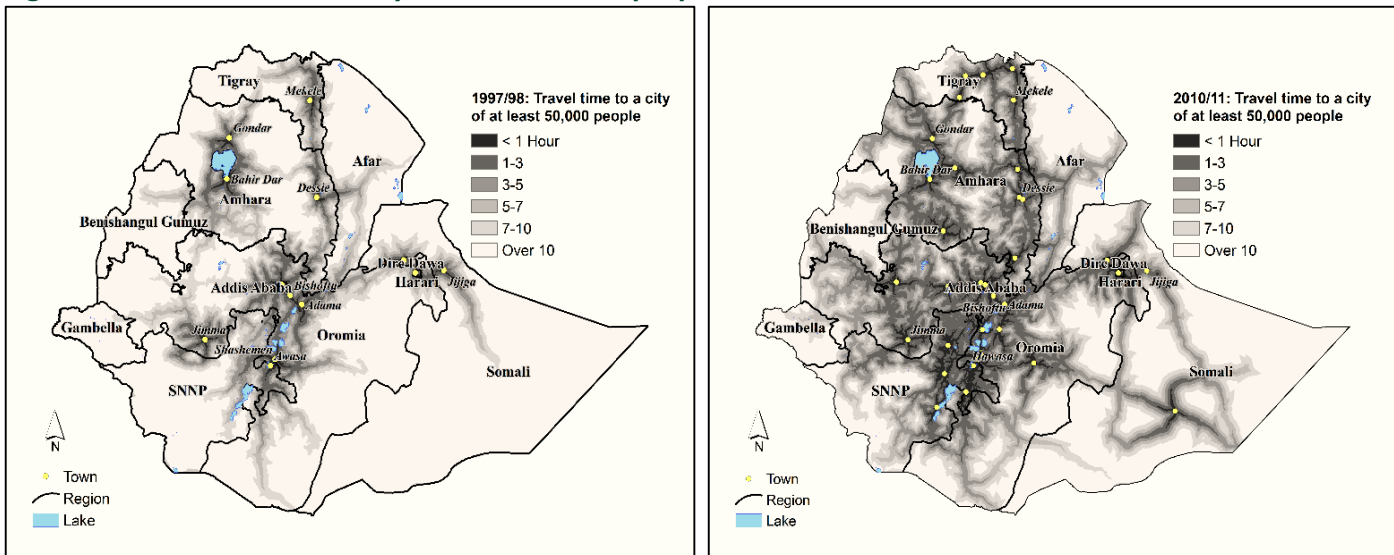 Tigray
Mekele
Gondar
Afar
Bahir Dar
Dessie
Amhara
Benishangul Gumuz
Dire Dawa
Harari
Jijiga
Addis Ababa
Bishoftu
Adama
Gambella
Jimma
Shashemen
Oromia
Awasa
Somali
SNNP
1997/98: Travel time to a city
of at least 50,000 people
< 1 Hour
1-3
3-5
5-7
7-10
Over 10
N
Town
Region
Lake
Tigray
Mekele
Gondar
Afar
Bahir Dar
Amhara
Dessie
Benishangul Gumuz
Dire Dawa
Harari
Jijiga
Addis Ababa
Bishoftu
Adama
Gambella
Jimma
Oromia
Hawasa
Somali
SNNP
2010/11: Travel time to a city
of at least 50,000 people
< 1 Hour
1-3
3-5
5-7
7-10
Over 10
N
Town
Region
Lake